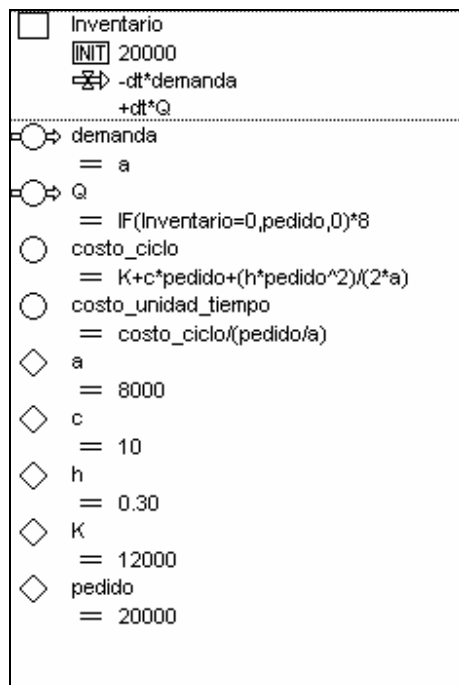 Inventario
INIT 20000
-dt*demanda
+dt*Q
demanda
= a
Q
= IF(Inventario=0,pedido,0)*8
costo_ciclo
= K+c*pedido+(h*pedido^2)/(2*a)
costo_unidad_tiempo
= costo_ciclo/(pedido/a)
a
= 8000
c
= 10
h
= 0.30
K
= 12000
pedido
= 20000